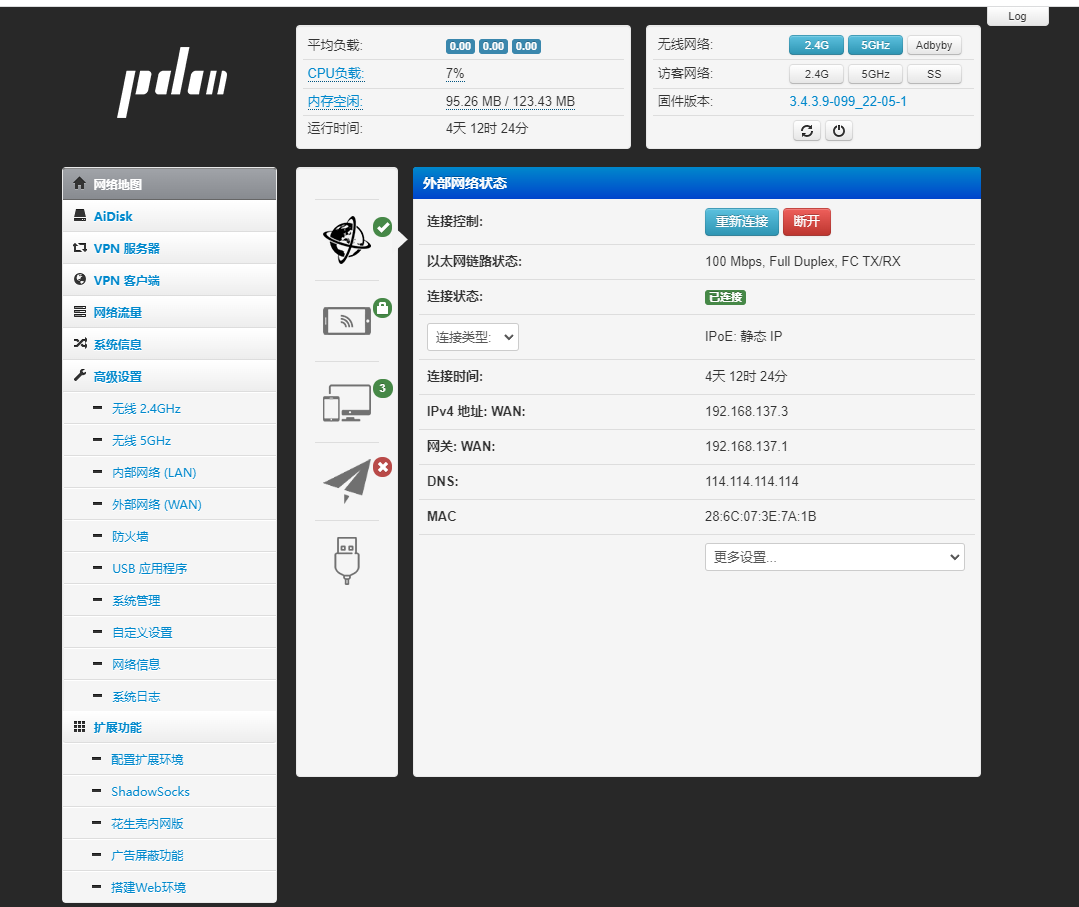 Log
pdcn
平均负载: 0.00 0.00 0.00
CPU负载: 7%
内存空闲: 95.26 MB / 123.43 MB
运行时间: 4天 12时 24分
无线网络: 2.4G 5GHz Adbyby
访客网络: 2.4G 5GHz SS
固件版本: 3.4.3.9-099_22-05-1
网络地图
AiDisk
VPN 服务器
VPN 客户端
网络流量
系统信息
高级设置
无线 2.4GHz
无线 5GHz
内部网络 (LAN)
外部网络 (WAN)
防火墙
USB 应用程序
系统管理
自定义设置
网络信息
系统日志
扩展功能
配置扩展环境
ShadowSocks
花生壳内网版
广告屏蔽功能
搭建Web环境
3
外部网络状态
连接控制: 重新连接 断开
以太网链路状态: 100 Mbps, Full Duplex, FC TX/RX
连接状态: 已连接
连接类型: IPoE: 静态 IP
连接时间: 4天 12时 24分
IPv4 地址: WAN: 192.168.137.3
网关: WAN: 192.168.137.1
DNS: 114.114.114.114
MAC 28:6C:07:3E:7A:1B
更多设置...